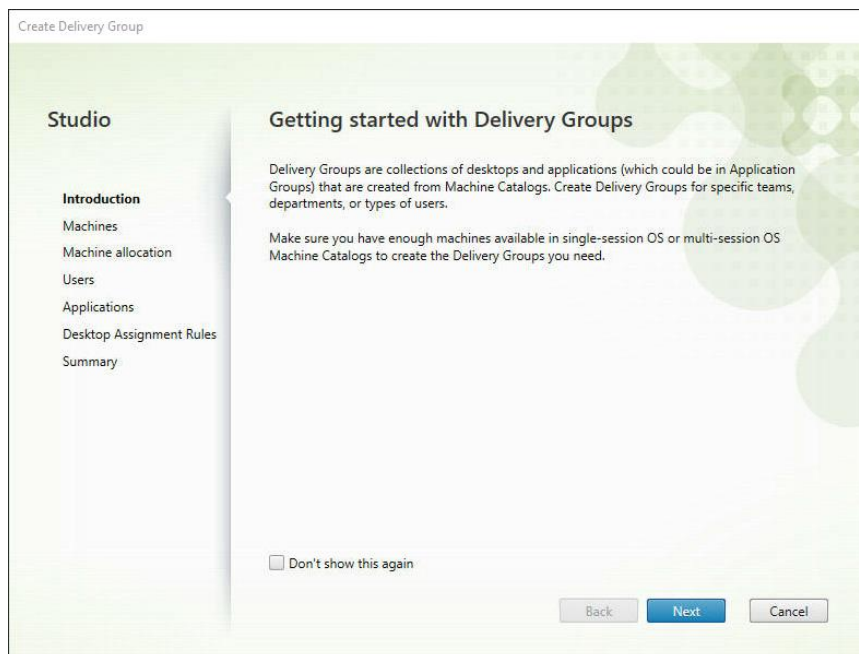 Create Delivery Group
Studio
Introduction
Machines
Machine allocation
Users
Applications
Desktop Assignment Rules
Summary
Getting started with Delivery Groups
Delivery Groups are collections of desktops and applications (which could be in Application
Groups) that are created from Machine Catalogs. Create Delivery Groups for specific teams,
departments, or types of users.
Make sure you have enough machines available in single-session OS or multi-session OS
Machine Catalogs to create the Delivery Groups you need.
Don't show this again
Back
Next
Cancel